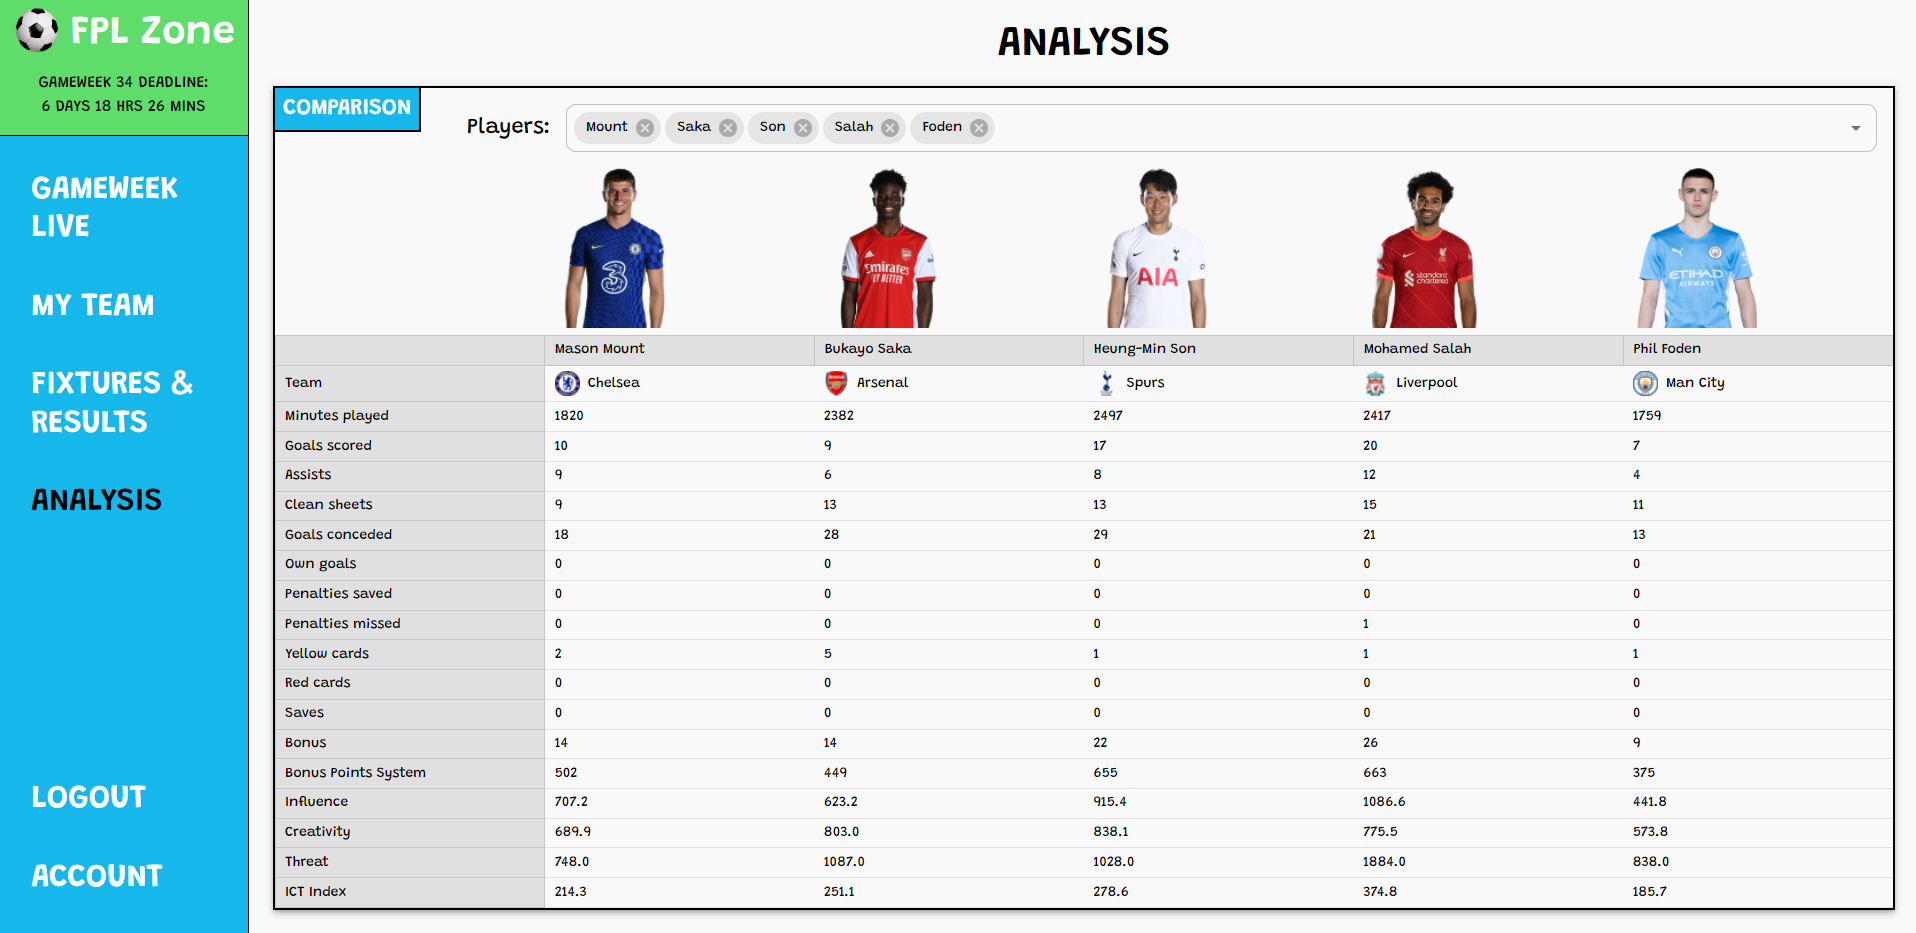 FPL Zone
GAMEWEEK 34 DEADLINE:
6 DAYS 18 HRS 26 MINS
GAMEWEEK
LIVE
MY TEAM
FIXTURES &
RESULTS
ANALYSIS
LOGOUT
ACCOUNT
ANALYSIS
COMPARISON
Players: Mount Saka Son Salah Foden
3
Emirates
FLY BETTER
AIA
standard
chartered
ETIHAD
AIRWAYS
Mason Mount Bukayo Saka Heung-Min Son Mohamed Salah Phil Foden
Team Chelsea Arsenal Spurs Liverpool Man City
Minutes played 1820 2382 2497 2417 1759
Goals scored 10 9 17 20 7
Assists 9 6 8 12 4
Clean sheets 9 13 13 15 11
Goals conceded 18 28 29 21 13
Own goals 0 0 0 0 0
Penalties saved 0 0 0 0 0
Penalties missed 0 0 0 1 0
Yellow cards 2 5 1 1 1
Red cards 0 0 0 0 0
Saves 0 0 0 0 0
Bonus 14 14 22 26 9
Bonus Points System 502 449 655 663 375
Influence 707.2 623.2 915.4 1086.6 441.8
Creativity 689.9 803.0 838.1 775.5 573.8
Threat 748.0 1087.0 1028.0 1884.0 838.0
ICT Index 214.3 251.1 278.6 374.8 185.7